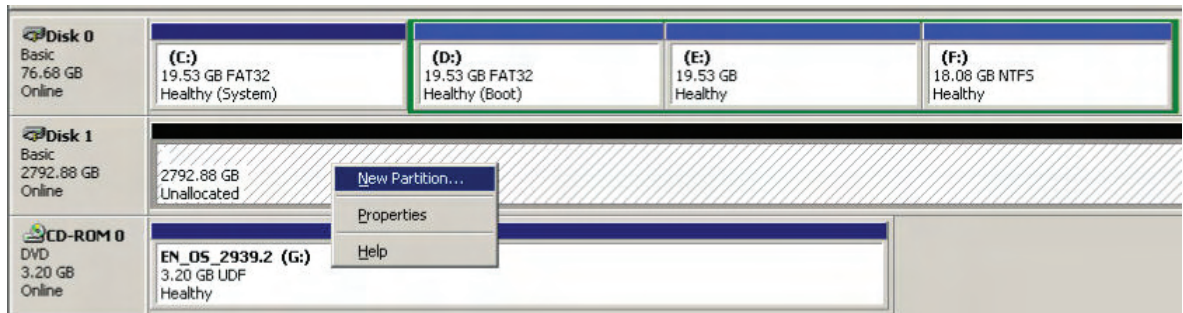 Disk 0
Basic
76.68 GB
Online
(C:)
19.53 GB FAT32
Healthy (System)
(D:)
19.53 GB FAT32
Healthy (Boot)
(E:)
19.53 GB
Healthy
(F:)
18.08 GB NTFS
Healthy
Disk 1
Basic
2792.88 GB
Online
2792.88 GB
Unallocated
New Partition...
Properties
Help
CD-ROM 0
DVD
3.20 GB
Online
EN_OS_2939.2 (G:)
3.20 GB UDF
Healthy